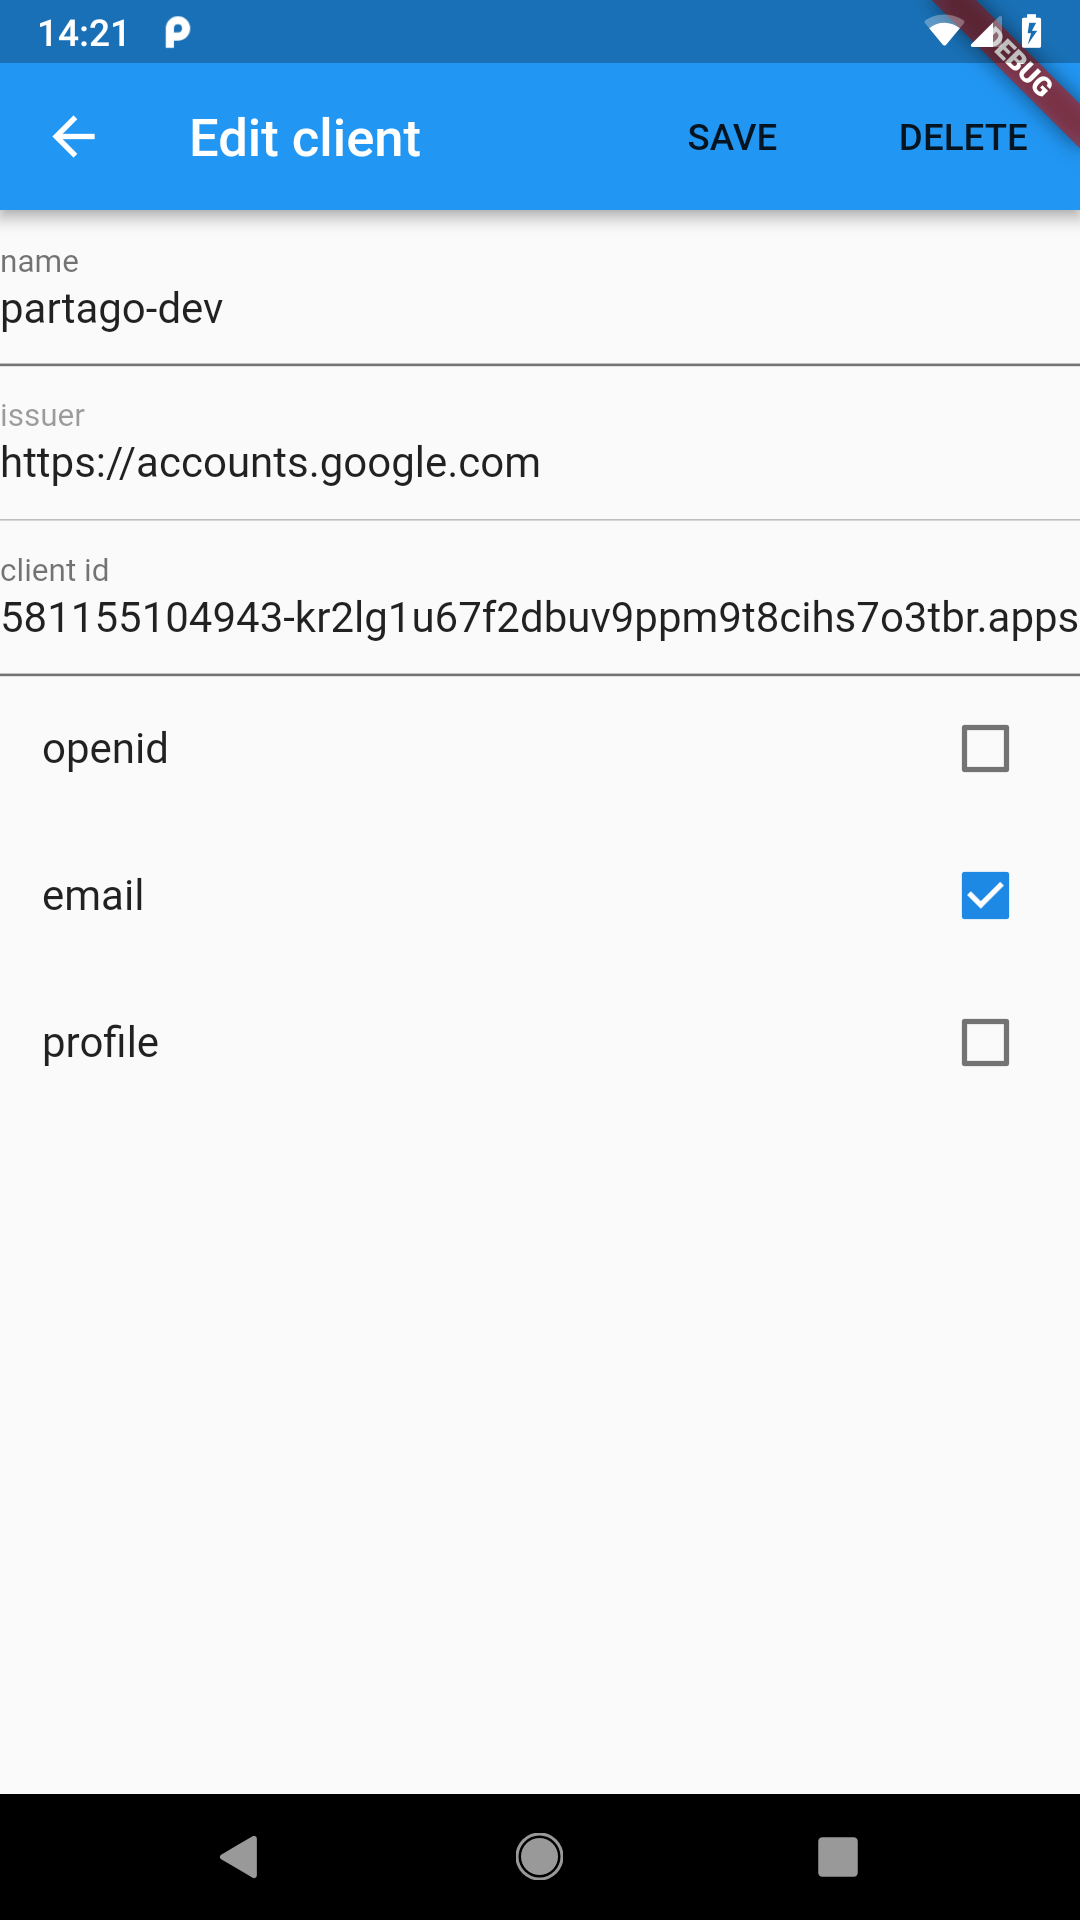 14:21
DEBUG
Edit client SAVE DELETE
name
partago-dev
issuer
https://accounts.google.com
client id
581155104943-kr2lg1u67f2dbuv9ppm9t8cihs7o3tbr.apps
openid
email
profile